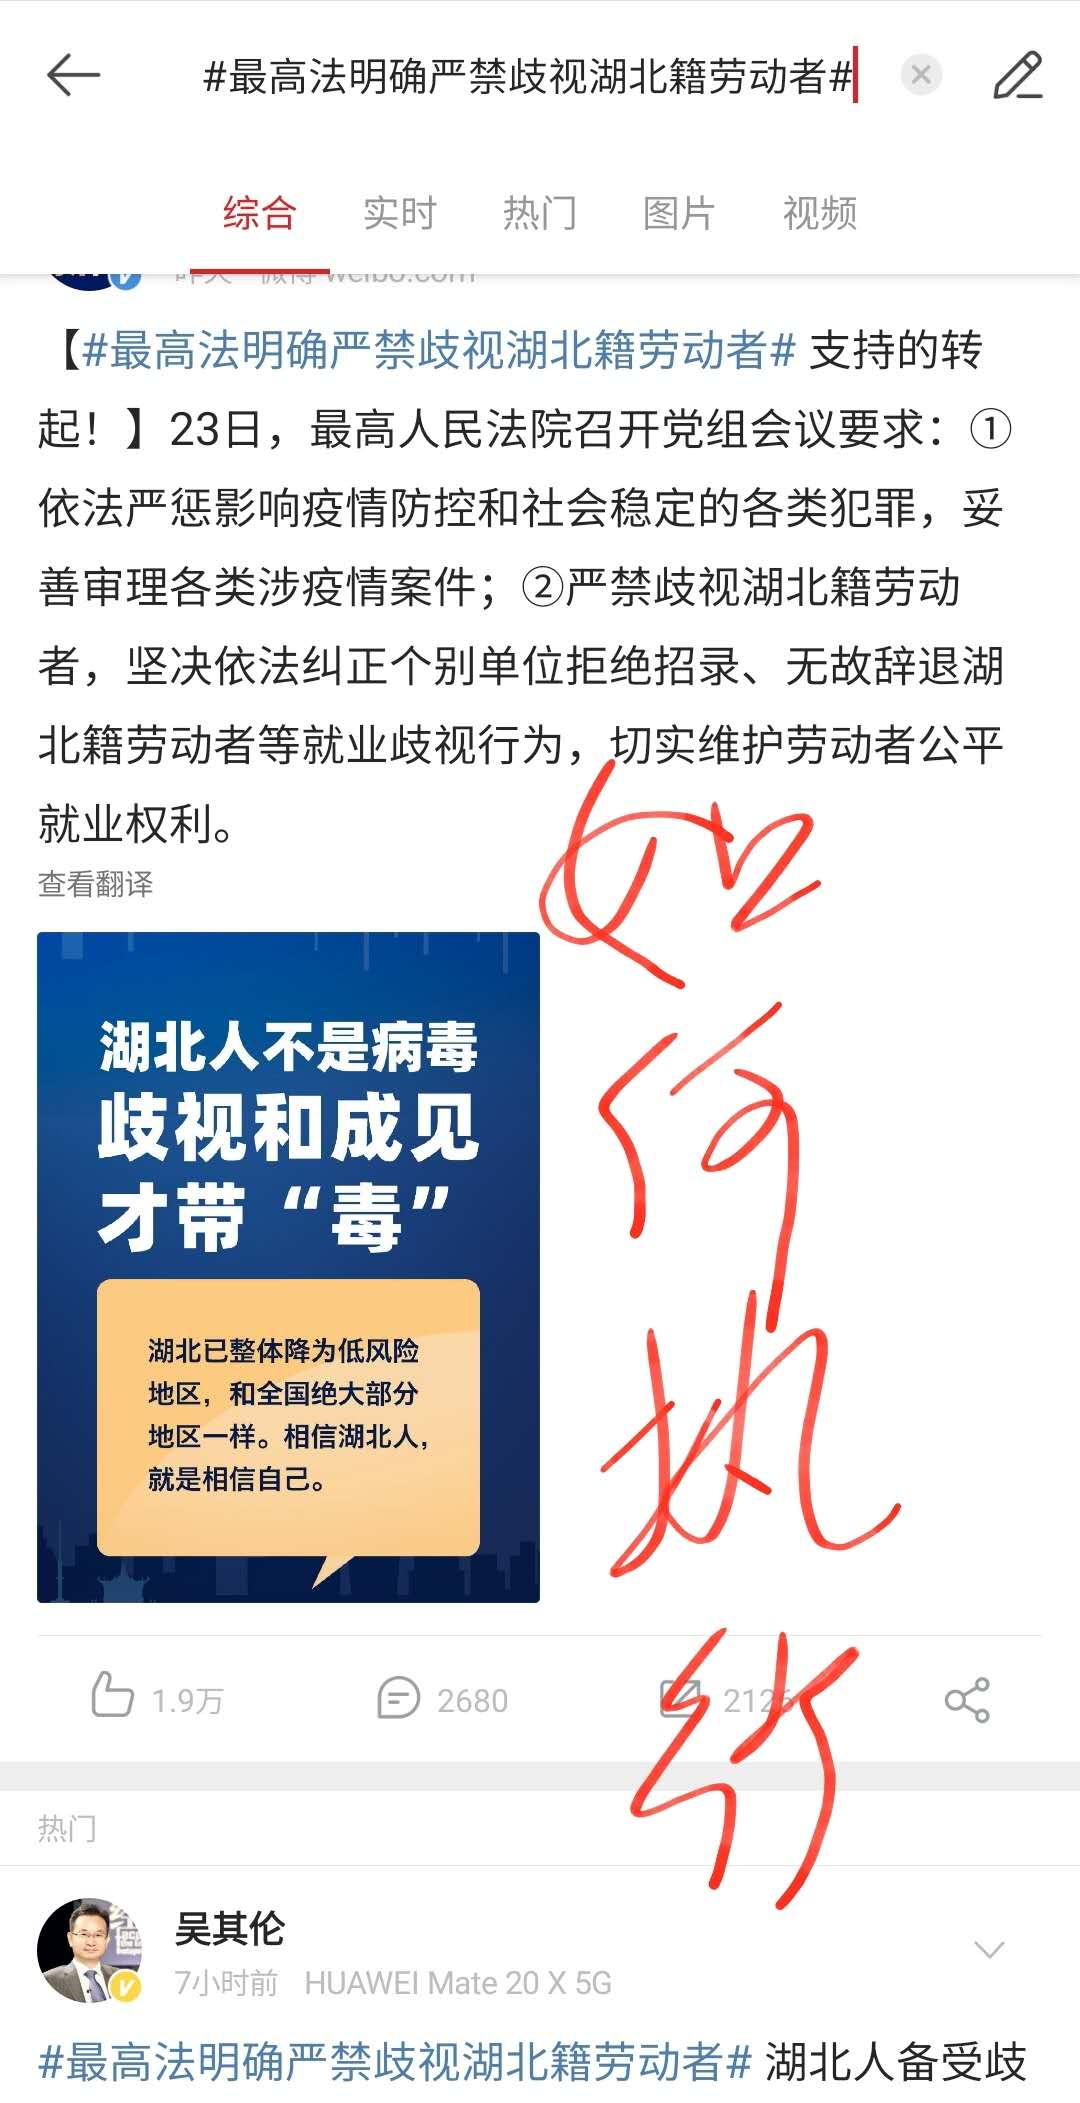 #最高法明确严禁歧视湖北籍劳动者#
综合 实时 热门 图片 视频
昨天 微博 weibo.com
【#最高法明确严禁歧视湖北籍劳动者# 支持的转
起！】23日，最高人民法院召开党组会议要求：①
依法严惩影响疫情防控和社会稳定的各类犯罪，妥
善审理各类涉疫情案件；②严禁歧视湖北籍劳动
者，坚决依法纠正个别单位拒绝招录、无故辞退湖
北籍劳动者等就业歧视行为，切实维护劳动者公平
就业权利。
查看翻译
湖北人不是病毒
歧视和成见
才带“毒”
湖北已整体降为低风险
地区，和全国绝大部分
地区一样。相信湖北人，
就是相信自己。
如
何
执
行
1.9万 2680 2126
热门
吴其伦
7小时前 HUAWEI Mate 20 X 5G
#最高法明确严禁歧视湖北籍劳动者# 湖北人备受歧